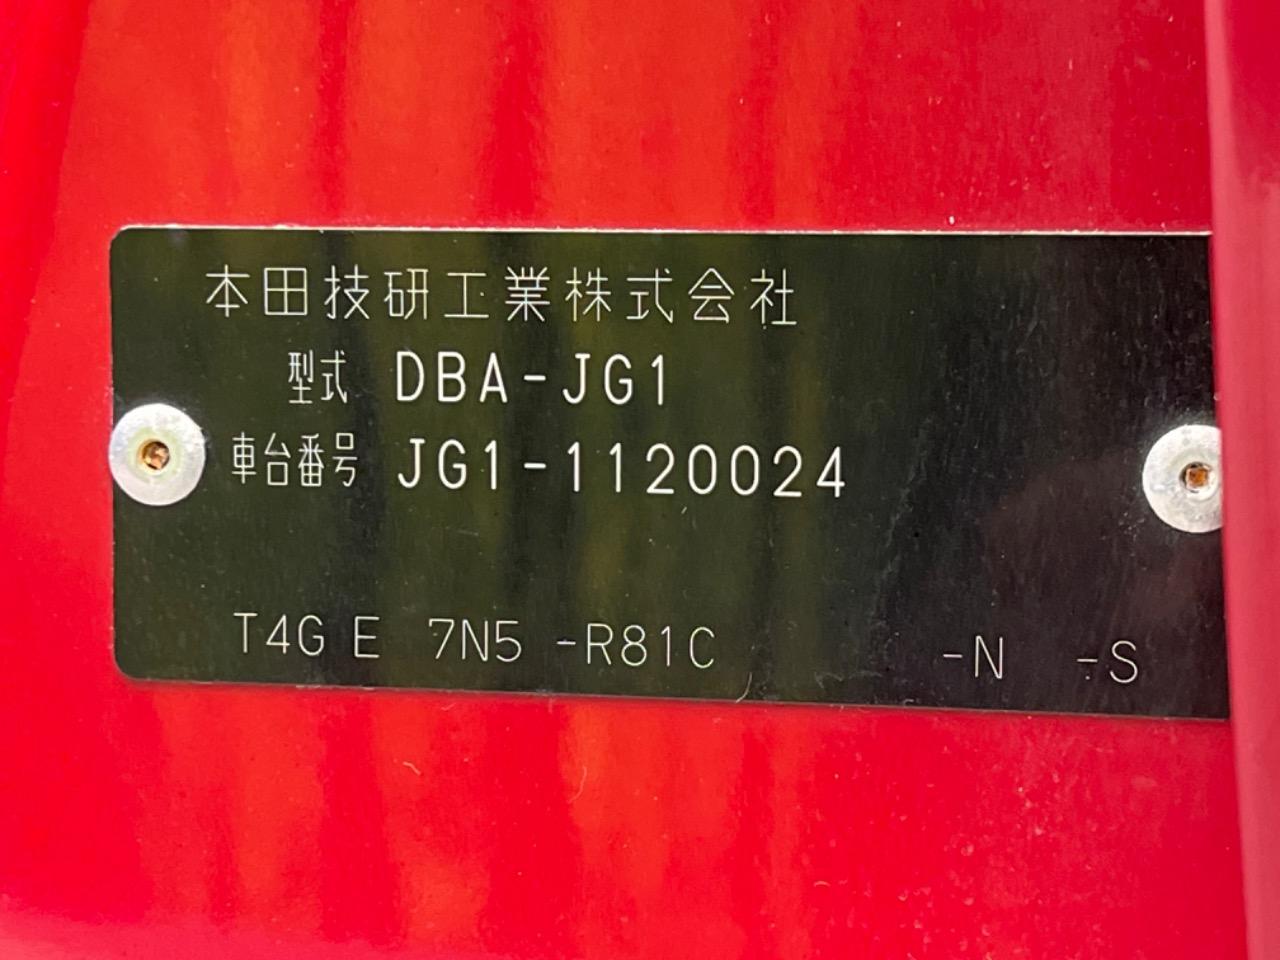 本田技研工業株式会社
型式 DBA-JG1
車台番号 JG1-1120024
T4G E 7N5 -R81C -N -S